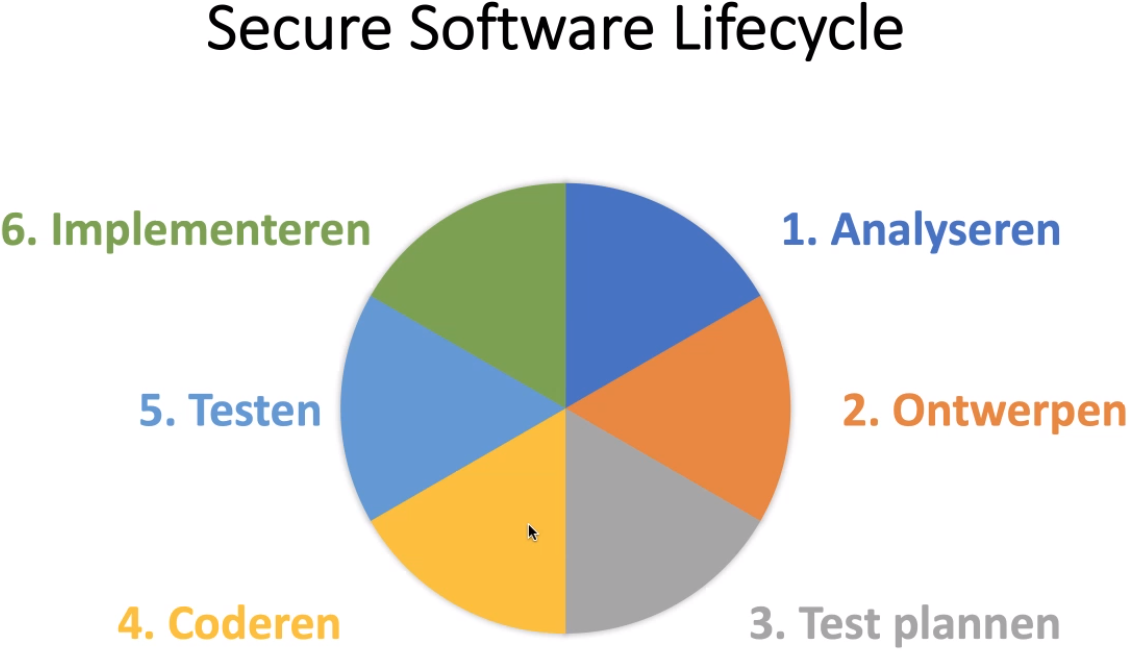 Secure Software Lifecycle
1. Analyseren
2. Ontwerpen
3. Test plannen
4. Coderen
5. Testen
6. Implementeren